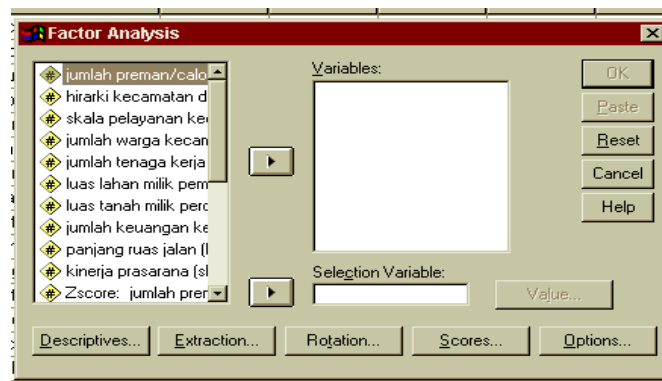 Factor Analysis
jumlah preman/calo
hirarki kecamatan d
skala pelayanan ke
jumlah warga kecam
jumlah tenaga kerja
luas lahan milik pem
luas tanah milik perc
jumlah keuangan ke
panjang ruas jalan (l
kinerja prasarana (sl
Zscore: jumlah prer
Variables:
Selection Variable:
Value...
OK
Paste
Reset
Cancel
Help
Descriptives...
Extraction...
Rotation...
Scores...
Options...